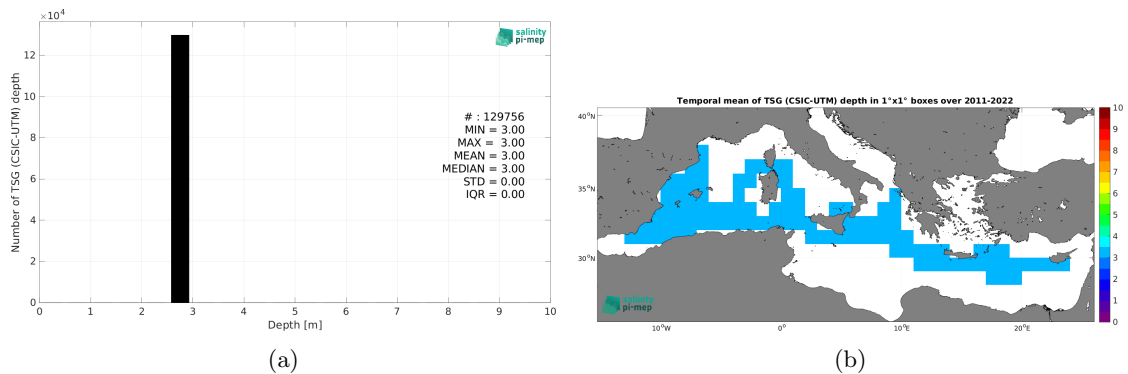 ×10⁴
12
10
8
6
4
2
0
Number of TSG (CSIC-UTM) depth
0 1 2 3 4 5 6 7 8 9 10
Depth [m]
salinity
pi-mep
# : 129756
MIN = 3.00
MAX = 3.00
MEAN = 3.00
MEDIAN = 3.00
STD = 0.00
IQR = 0.00
(a)
Temporal mean of TSG (CSIC-UTM) depth in 1°x1° boxes over 2011-2022
40°N
35°N
30°N
10°W 0° 10°E 20°E
salinity
pi-mep
10
9
8
7
6
5
4
3
2
1
0
(b)